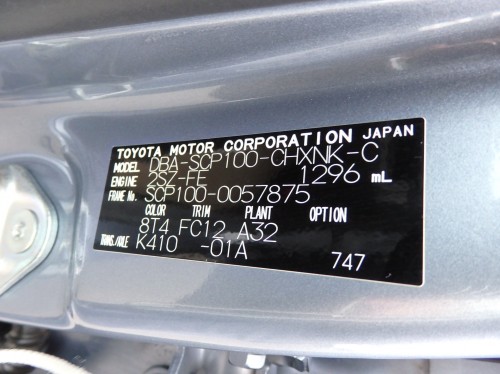 TOYOTA MOTOR CORPORATION JAPAN
MODEL DBA-SCP100-CHXNK-C
ENGINE 2SZ-FE 1296 mL
FRAME No. SCP100-0057875
COLOR TRIM PLANT OPTION
8T4 FC12 A32
TRANS./AXLE K410 -01A
747